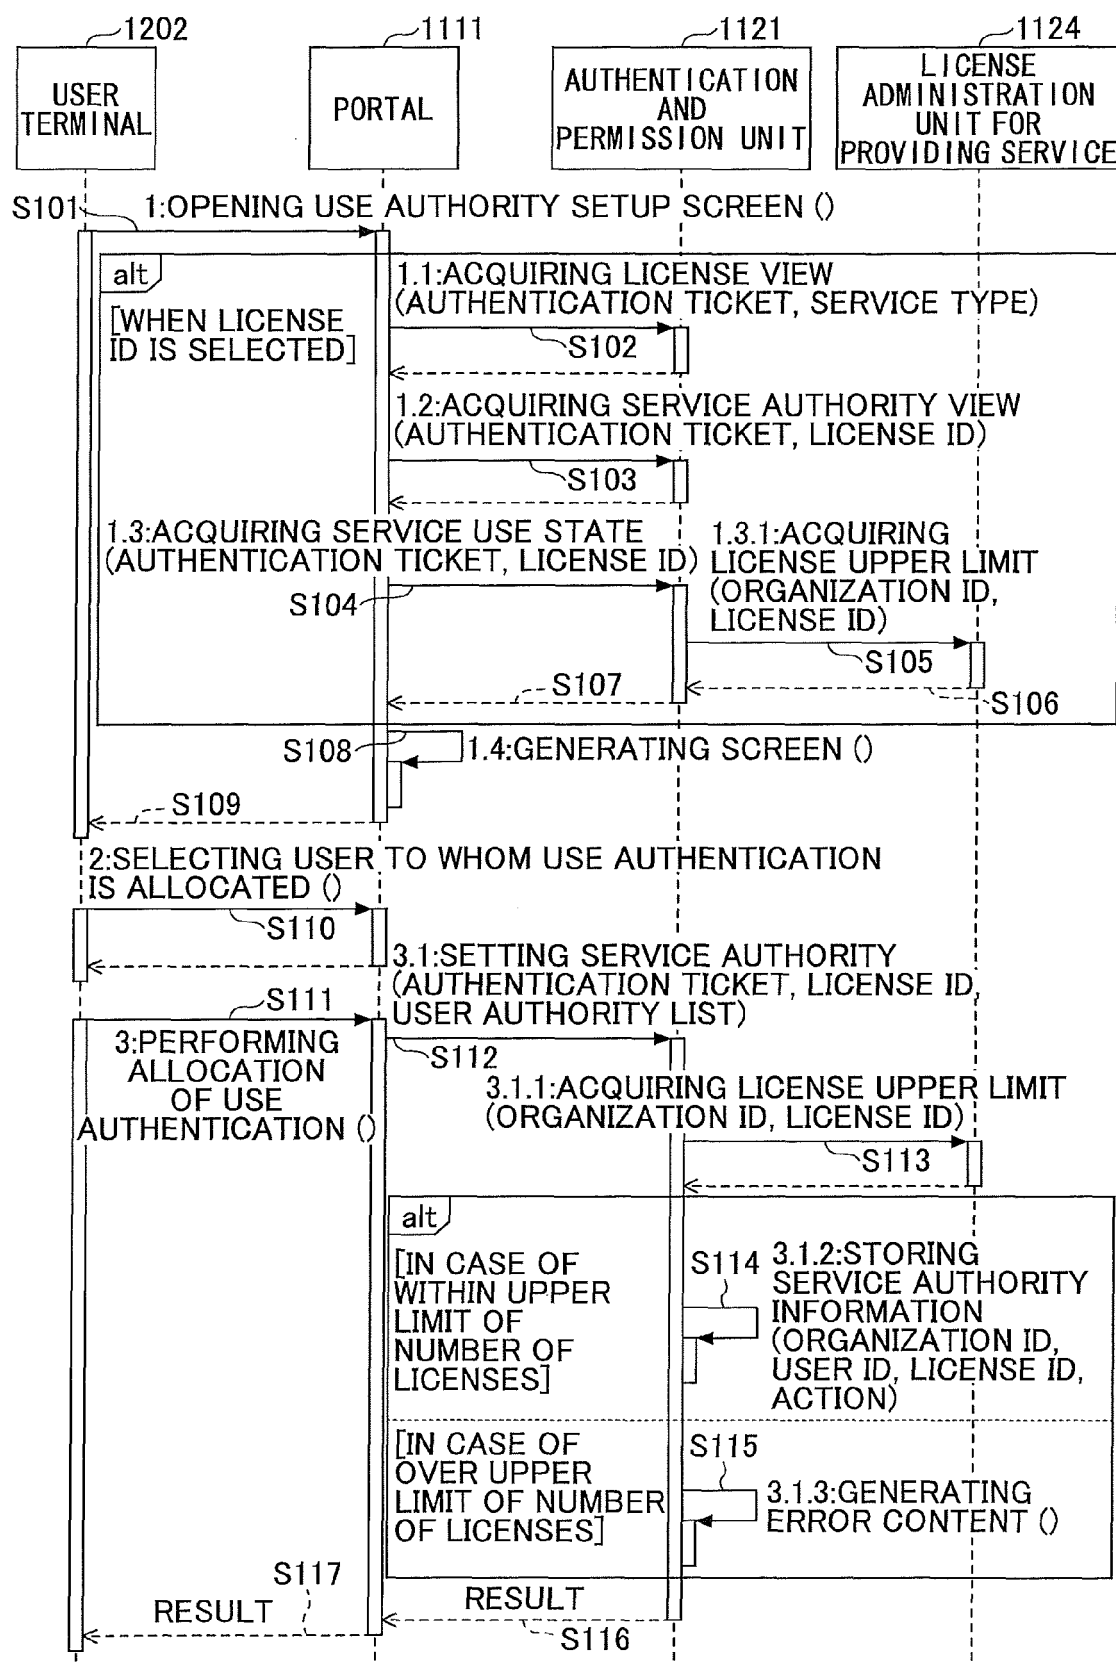 1202
1111
1121
1124
USER
TERMINAL
PORTAL
AUTHENTICATION
AND
PERMISSION UNIT
LICENSE
ADMINISTRATION
UNIT FOR
PROVIDING SERVICE
S101
1:OPENING USE AUTHORITY SETUP SCREEN ()
alt
[WHEN LICENSE
ID IS SELECTED]
1.1:ACQUIRING LICENSE VIEW
(AUTHENTICATION TICKET, SERVICE TYPE)
S102
1.2:ACQUIRING SERVICE AUTHORITY VIEW
(AUTHENTICATION TICKET, LICENSE ID)
S103
1.3:ACQUIRING SERVICE USE STATE
(AUTHENTICATION TICKET, LICENSE ID)
S104
1.3.1:ACQUIRING
LICENSE UPPER LIMIT
(ORGANIZATION ID,
LICENSE ID)
S105
S107
S106
S108
1.4:GENERATING SCREEN ()
S109
2:SELECTING USER TO WHOM USE AUTHENTICATION
IS ALLOCATED ()
S110
3.1:SETTING SERVICE AUTHORITY
(AUTHENTICATION TICKET, LICENSE ID,
USER AUTHORITY LIST)
S111
3:PERFORMING
ALLOCATION
OF USE
AUTHENTICATION ()
S112
3.1.1:ACQUIRING LICENSE UPPER LIMIT
(ORGANIZATION ID, LICENSE ID)
S113
alt
[IN CASE OF
WITHIN UPPER
LIMIT OF
NUMBER OF
LICENSES]
S114
3.1.2:STORING
SERVICE AUTHORITY
INFORMATION
(ORGANIZATION ID,
USER ID, LICENSE ID,
ACTION)
[IN CASE OF
OVER UPPER
LIMIT OF NUMBER
OF LICENSES]
S115
3.1.3:GENERATING
ERROR CONTENT ()
S117
RESULT
RESULT
S116